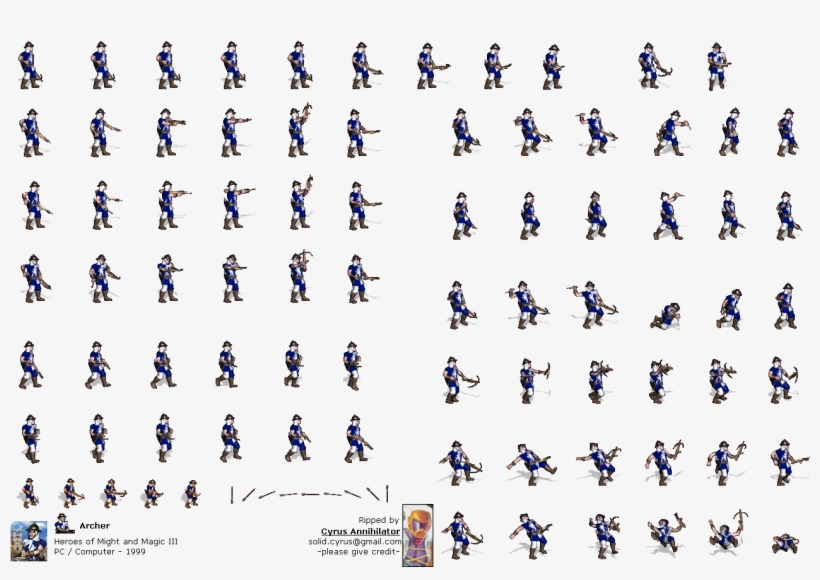 Archer
Heroes of Might and Magic III
PC / Computer - 1999
Ripped by
Cyrus Annihilator
solid.cyrus@gmail.com
-please give credit-